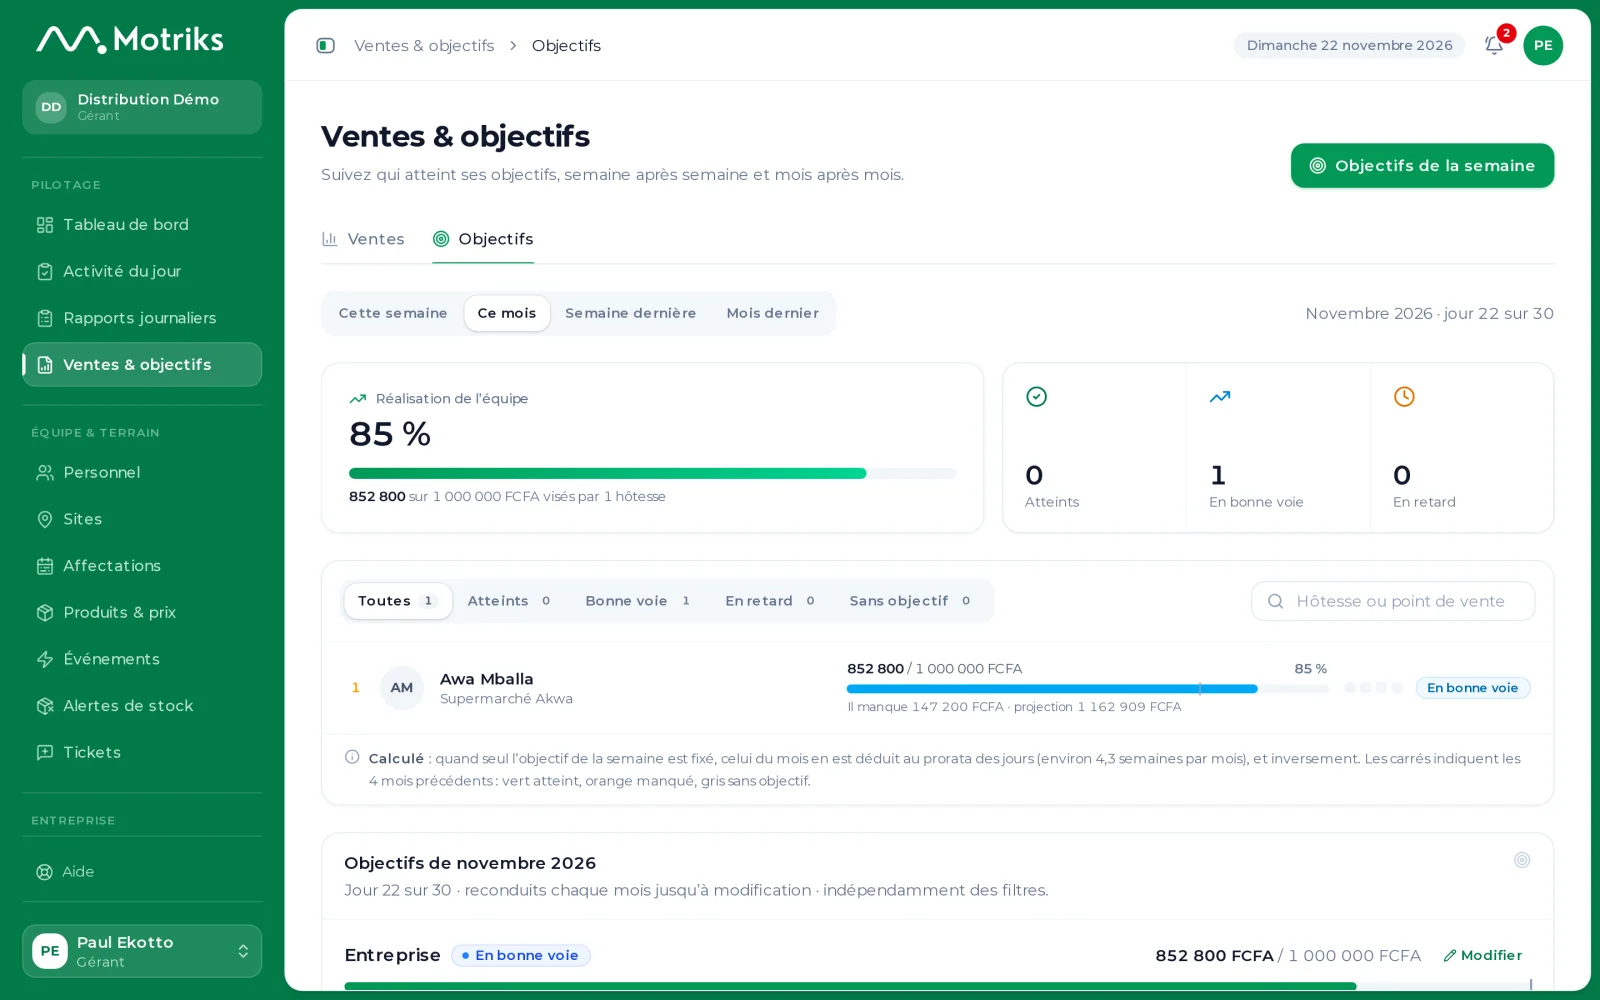 Motriks
DD
Distribution Démo
Gérant
PILOTAGE
Tableau de bord
Activité du jour
Rapports journaliers
Ventes & objectifs
ÉQUIPE & TERRAIN
Personnel
Sites
Affectations
Produits & prix
Événements
Alertes de stock
Tickets
ENTREPRISE
Aide
PE
Paul Ekotto
Gérant
Ventes & objectifs > Objectifs
Dimanche 22 novembre 2026
2
PE
Ventes & objectifs
Suivez qui atteint ses objectifs, semaine après semaine et mois après mois.
Objectifs de la semaine
Ventes Objectifs
Cette semaine Ce mois Semaine dernière Mois dernier
Novembre 2026 · jour 22 sur 30
Réalisation de l'équipe
85 %
852 800 sur 1 000 000 FCFA visés par 1 hôtesse
0
Atteints
1
En bonne voie
0
En retard
Toutes 1 Atteints 0 Bonne voie 1 En retard 0 Sans objectif 0
Hôtesse ou point de vente
1
AM
Awa Mballa
Supermarché Akwa
852 800 / 1 000 000 FCFA 85 %
Il manque 147 200 FCFA · projection 1 162 909 FCFA
En bonne voie
Calculé : quand seul l'objectif de la semaine est fixé, celui du mois en est déduit au prorata des jours (environ 4,3 semaines par mois), et inversement. Les carrés indiquent les
4 mois précédents : vert atteint, orange manqué, gris sans objectif.
Objectifs de novembre 2026
Jour 22 sur 30 · reconduits chaque mois jusqu'à modification · indépendamment des filtres.
Entreprise En bonne voie
852 800 FCFA / 1 000 000 FCFA Modifier